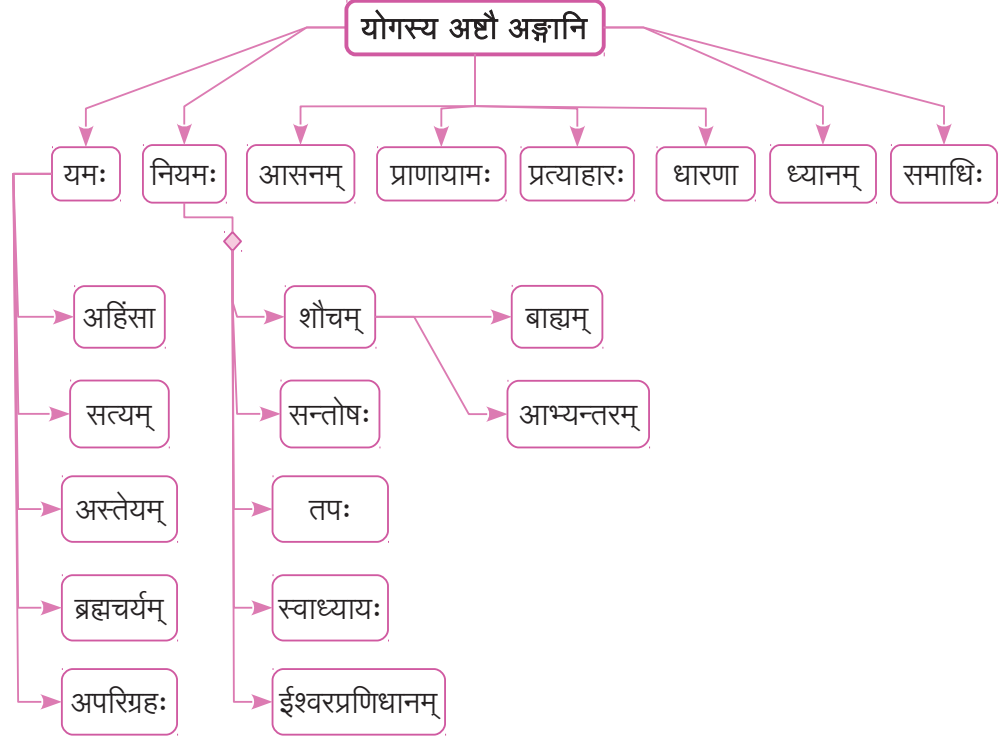 योगस्य अष्टौ अङ्गानि
यमः
नियमः
आसनम्
प्राणायामः
प्रत्याहारः
धारणा
ध्यानम्
समाधिः
अहिंसा
सत्यम्
अस्तेयम्
ब्रह्मचर्यम्
अपरिग्रहः
शौचम्
बाह्यम्
आभ्यन्तरम्
सन्तोषः
तपः
स्वाध्यायः
ईश्वरप्रणिधानम्